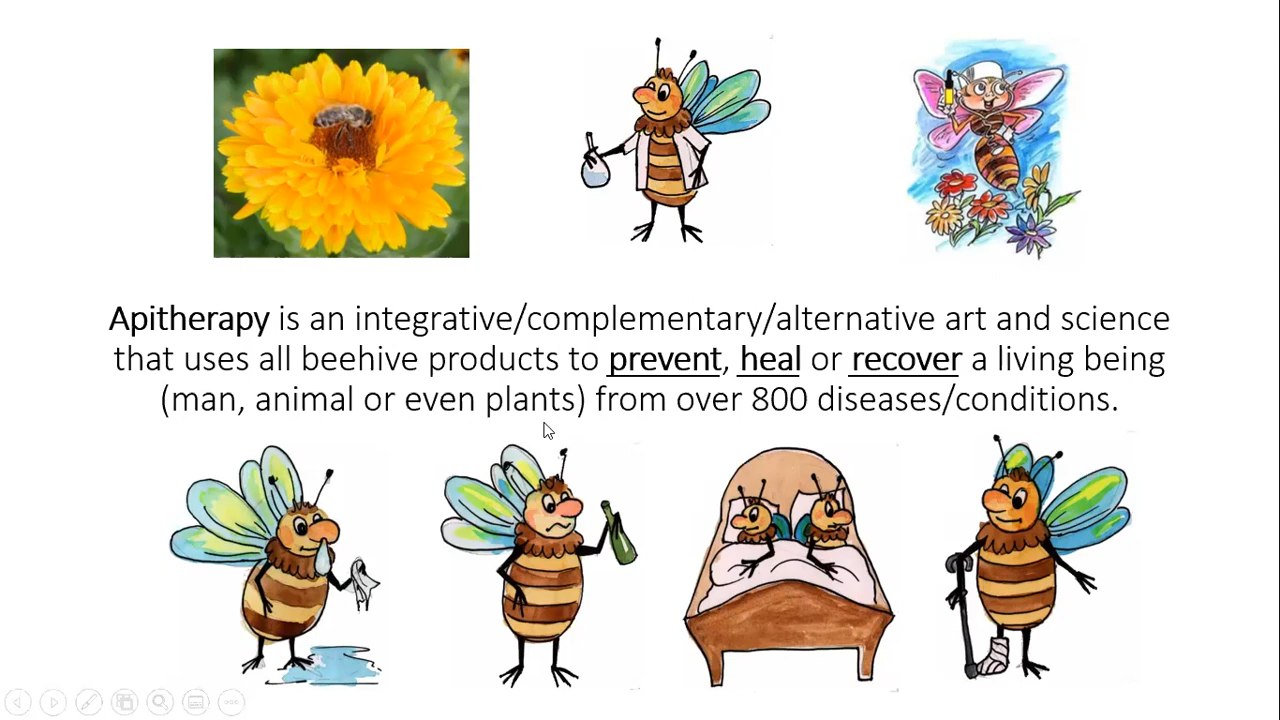 Apitherapy is an integrative/complementary/alternative art and science
that uses all beehive products to prevent, heal or recover a living being
(man, animal or even plants) from over 800 diseases/conditions.